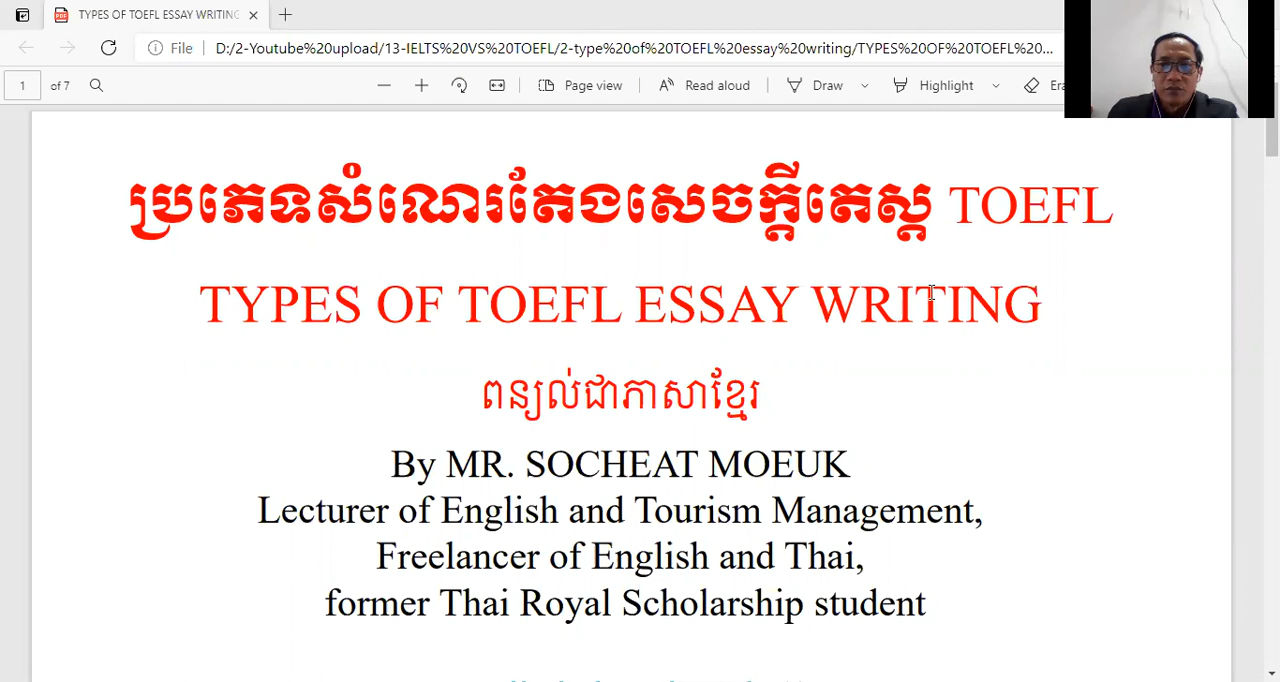 TYPES OF TOEFL ESSAY WRITING
File
D:/2-Youtube%20upload/13-IELTS%20VS%20TOEFL/2-type%20of%20TOEFL%20essay%20writing/TYPES%20OF%20TOEFL%20...
1 of 7
Page view
Read aloud
Draw
Highlight
ប្រភេទសំណេរតែងសេចក្តីតេស្ត TOEFL
TYPES OF TOEFL ESSAY WRITING
ពន្យល់ជាភាសាខ្មែរ
By MR. SOCHEAT MOEUK
Lecturer of English and Tourism Management,
Freelancer of English and Thai,
former Thai Royal Scholarship student